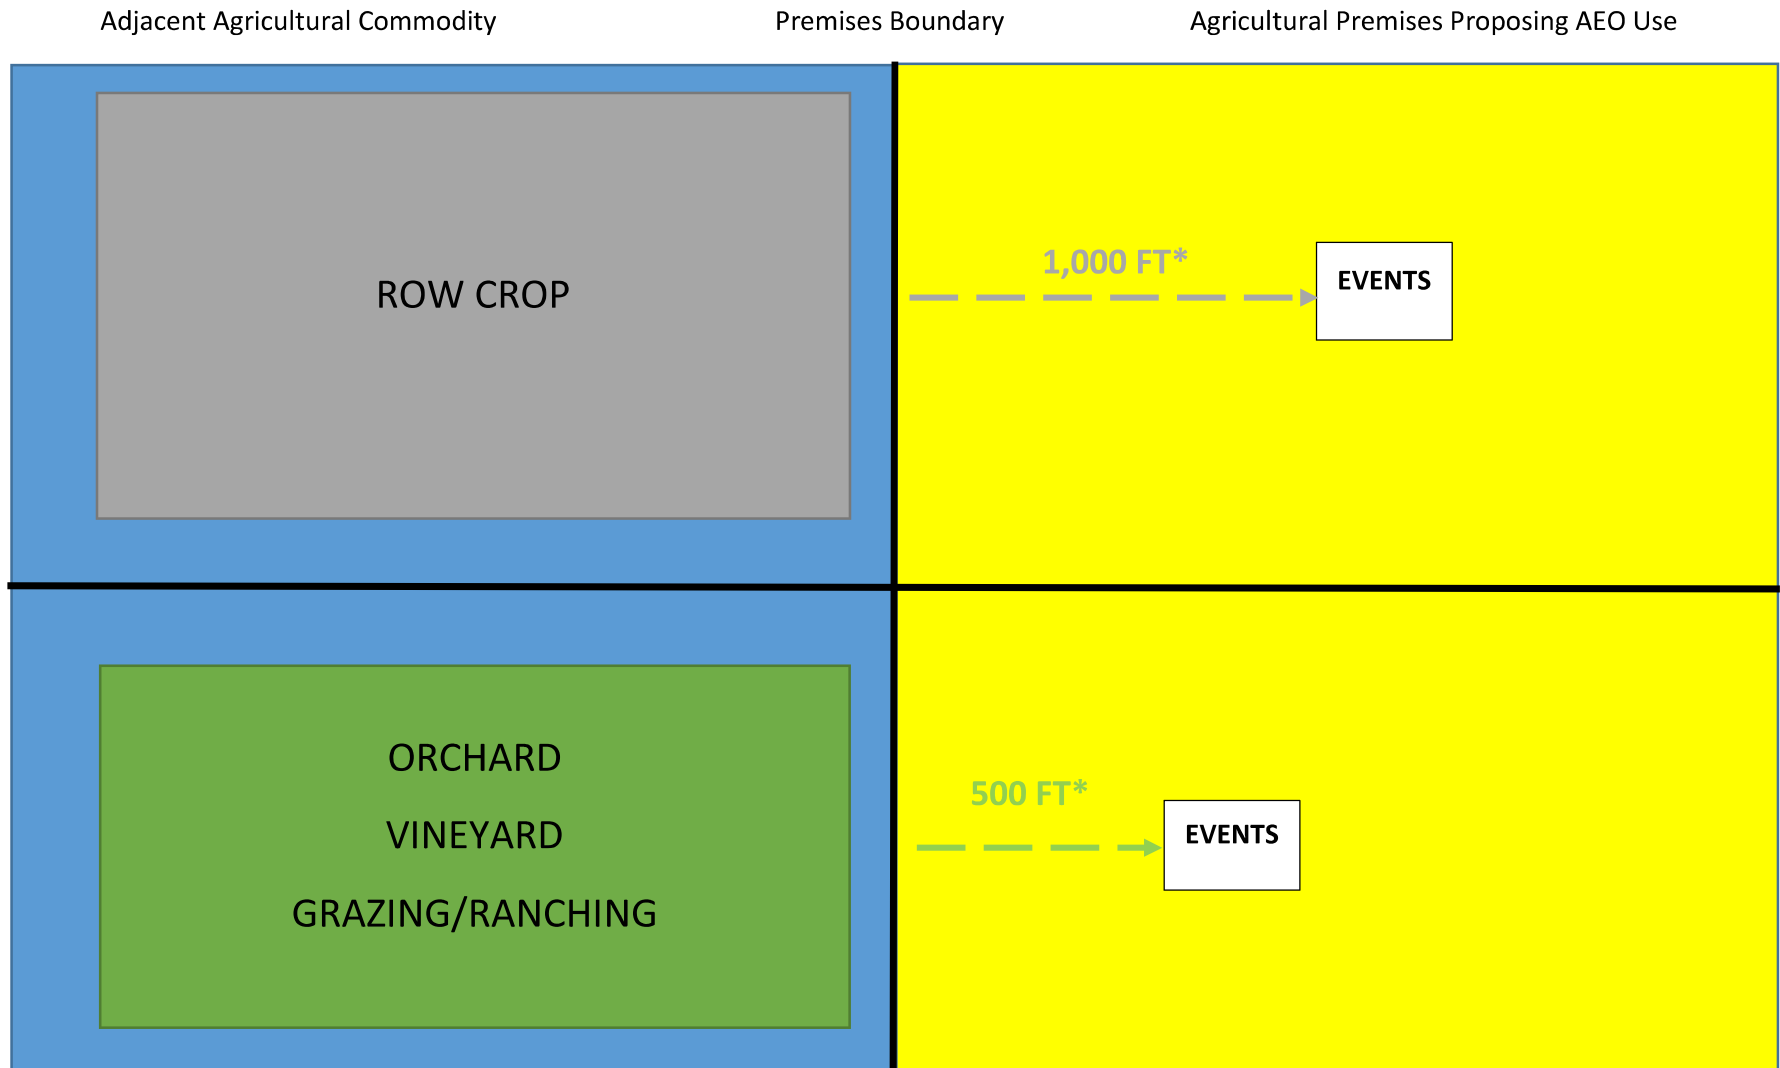 Adjacent Agricultural Commodity
Premises Boundary
Agricultural Premises Proposing AEO Use
ROW CROP
1,000 FT*
EVENTS
ORCHARD
VINEYARD
GRAZING/RANCHING
500 FT*
EVENTS